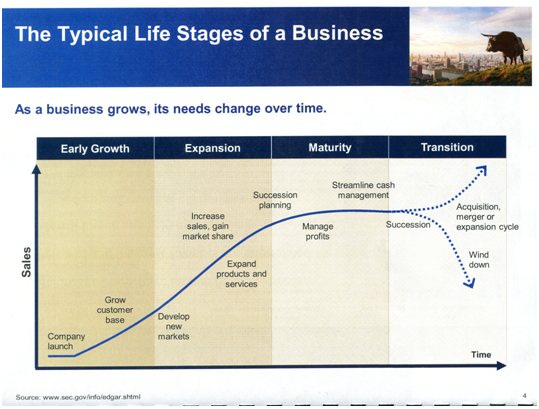 The Typical Life Stages of a Business
As a business grows, its needs change over time.
Early Growth
Expansion
Maturity
Transition
Sales
Company
launch
Grow
customer
base
Develop
new
markets
Increase
sales, gain
market share
Expand
products and
services
Succession
planning
Manage
profits
Streamline cash
management
Succession
Acquisition,
merger or
expansion cycle
Wind
down
Time
Source: www.sec.gov/info/edgar.shtml
4